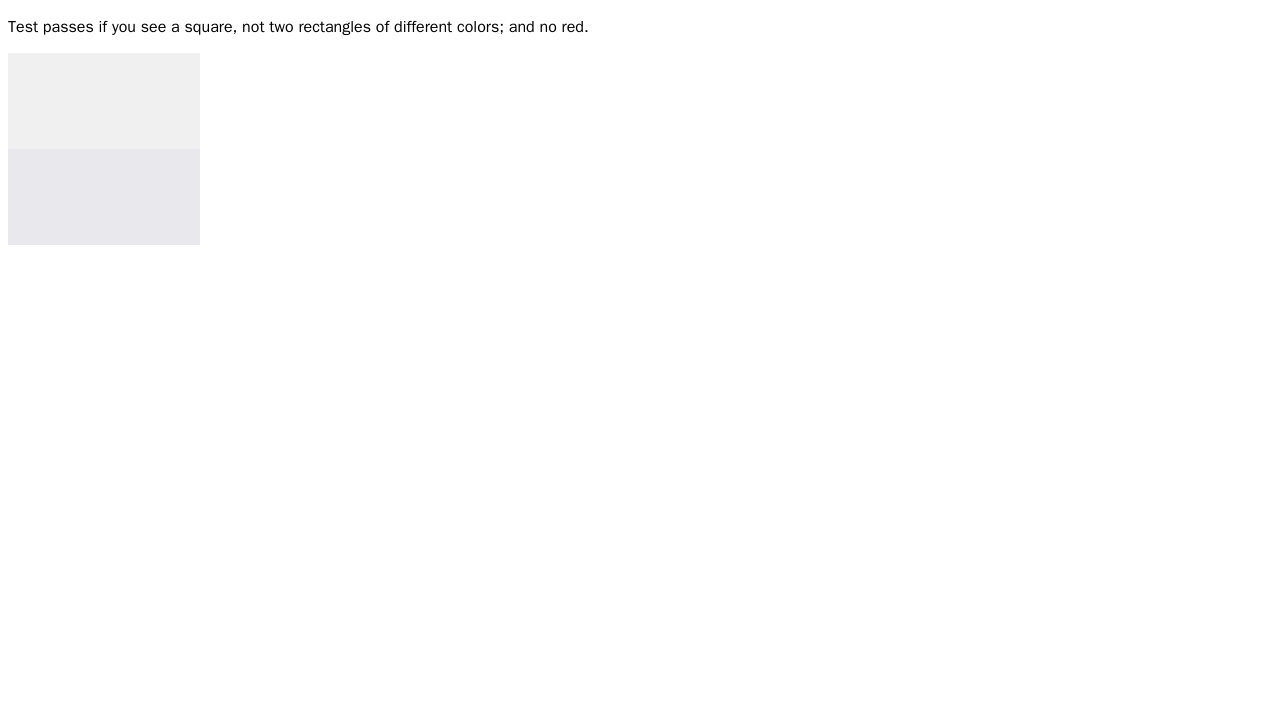 Test passes if you see a square, not two rectangles of different colors; and no red.